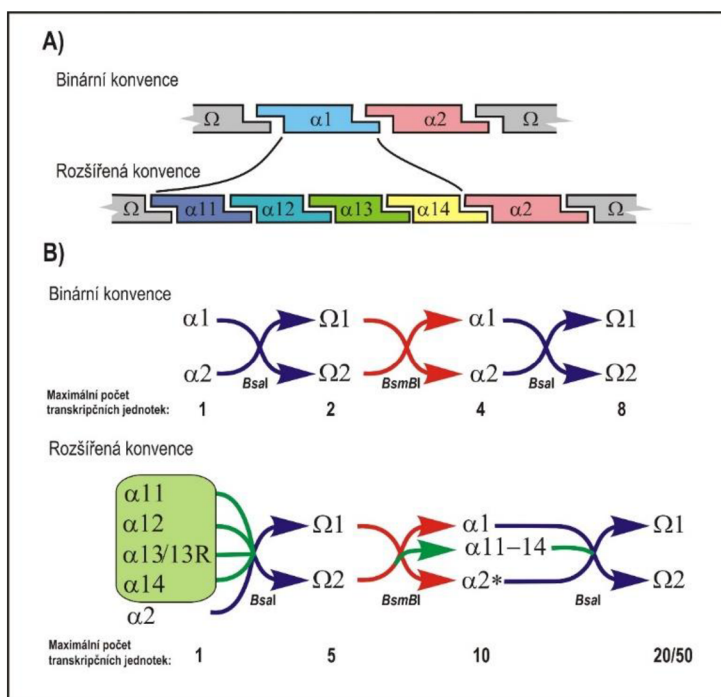 A)
Binární konvence
Ω α1 α2 Ω
Rozšířená konvence
Ω α11 α12 α13 α14 α2 Ω
B)
Binární konvence
α1 Ω1 α1 Ω1
α2 BsaI Ω2 BsmBI α2 BsaI Ω2
Maximální počet
transkripčních jednotek: 1 2 4 8
Rozšířená konvence
α11
α12 Ω1 α1 Ω1
α13/13R α11–14
α14 Ω2 α2* Ω2
α2 BsaI BsmBI BsaI
Maximální počet
transkripčních jednotek: 1 5 10 20/50